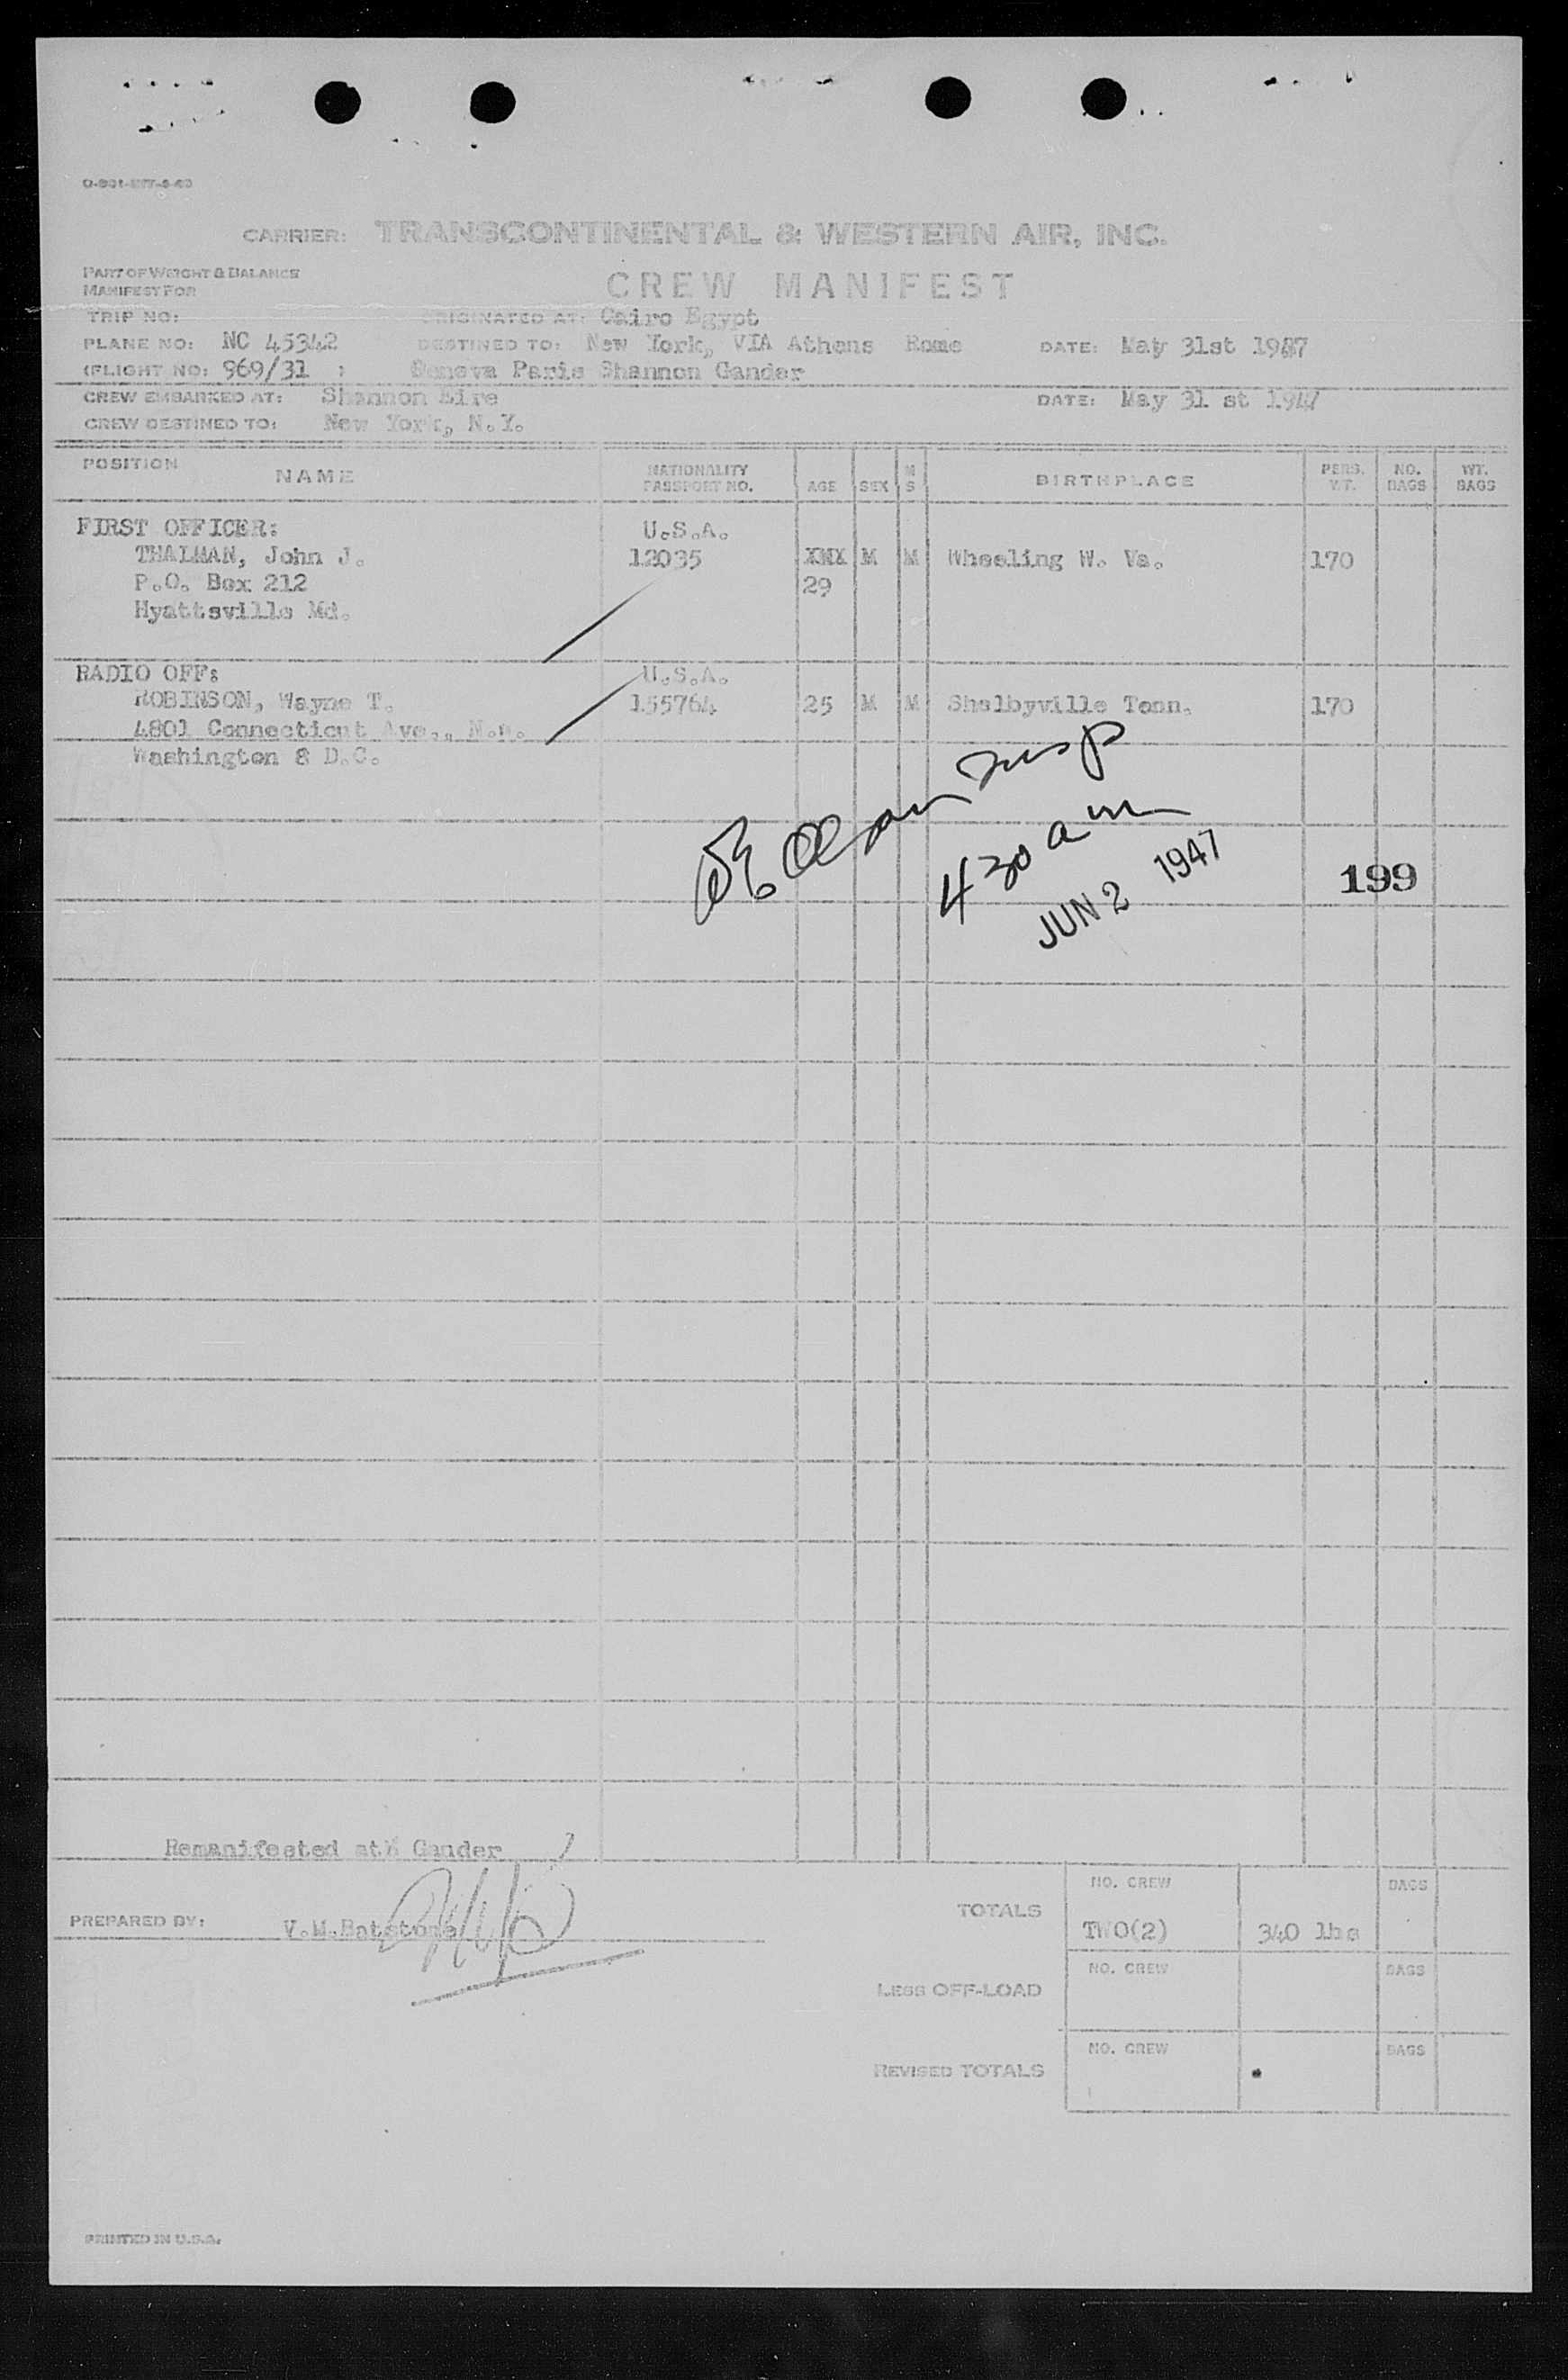 CARRIER: TRANSCONTINENTAL & WESTERN AIR, INC.
PART OF WEIGHT & BALANCE
MANIFEST FOR
CREW MANIFEST
TRIP NO: ORIGINATED AT: Cairo Egypt
PLANE NO: NC 45342 DESTINED TO: New York, VIA Athens Rome DATE: May 31st 1947
(FLIGHT NO: 969/31 ) Geneva Paris Shannon Gander
CREW EMBARKED AT: Shannon Eire DATE: May 31 st 1947
CREW DESTINED TO: New York, N.Y.
POSITION NAME NATIONALITY PASSPORT NO. AGE SEX M S BIRTHPLACE PERS. WT. NO. BAGS WT. BAGS
FIRST OFFICER: U.S.A.
THALMAN, John J. 12035 XMX M M Wheeling W. Va. 170
P.O. Box 212 29
Hyattsville Md.
RADIO OFF: U.S.A.
ROBINSON, Wayne T. 155764 25 M M Shelbyville Tenn. 170
4801 Connecticut Ave., N.W.
Washington 8 D.C.
Olson Insp
430 am
JUN 2 1947
199
Remanifested at Gander
PREPARED BY: V.M.Batstone
TOTALS NO. CREW TWO(2) 340 lbs BAGS
LESS OFF-LOAD NO. CREW BAGS
REVISED TOTALS NO. CREW BAGS
PRINTED IN U.S.A.